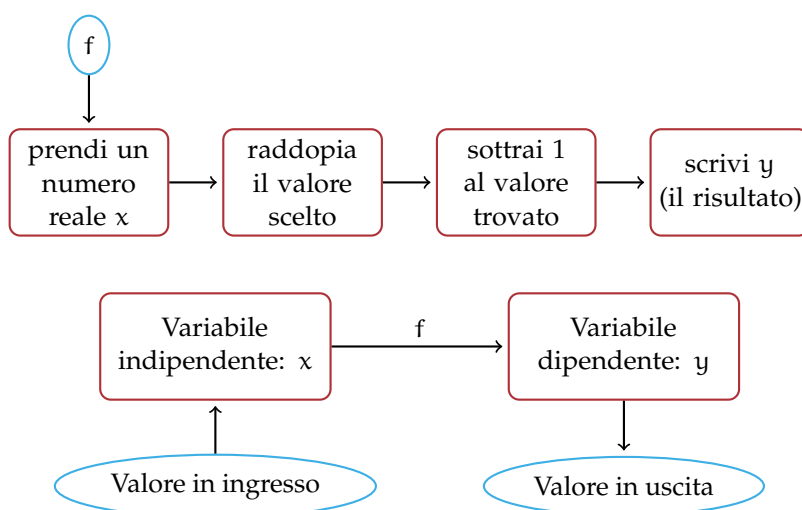 f
prendi un
numero
reale x
raddopia
il valore
scelto
sottrai 1
al valore
trovato
scrivi y
(il risultato)
Variabile
indipendente: x
f
Variabile
dipendente: y
Valore in ingresso
Valore in uscita